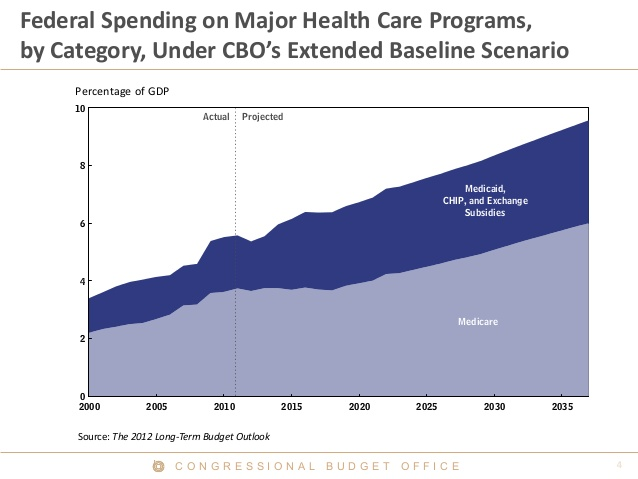 Federal Spending on Major Health Care Programs,
by Category, Under CBO’s Extended Baseline Scenario
Percentage of GDP
10
Actual
Projected
8
Medicaid,
CHIP, and Exchange
Subsidies
6
4
Medicare
2
0
2000 2005 2010 2015 2020 2025 2030 2035
Source: The 2012 Long-Term Budget Outlook
CONGRESSIONAL BUDGET OFFICE
4